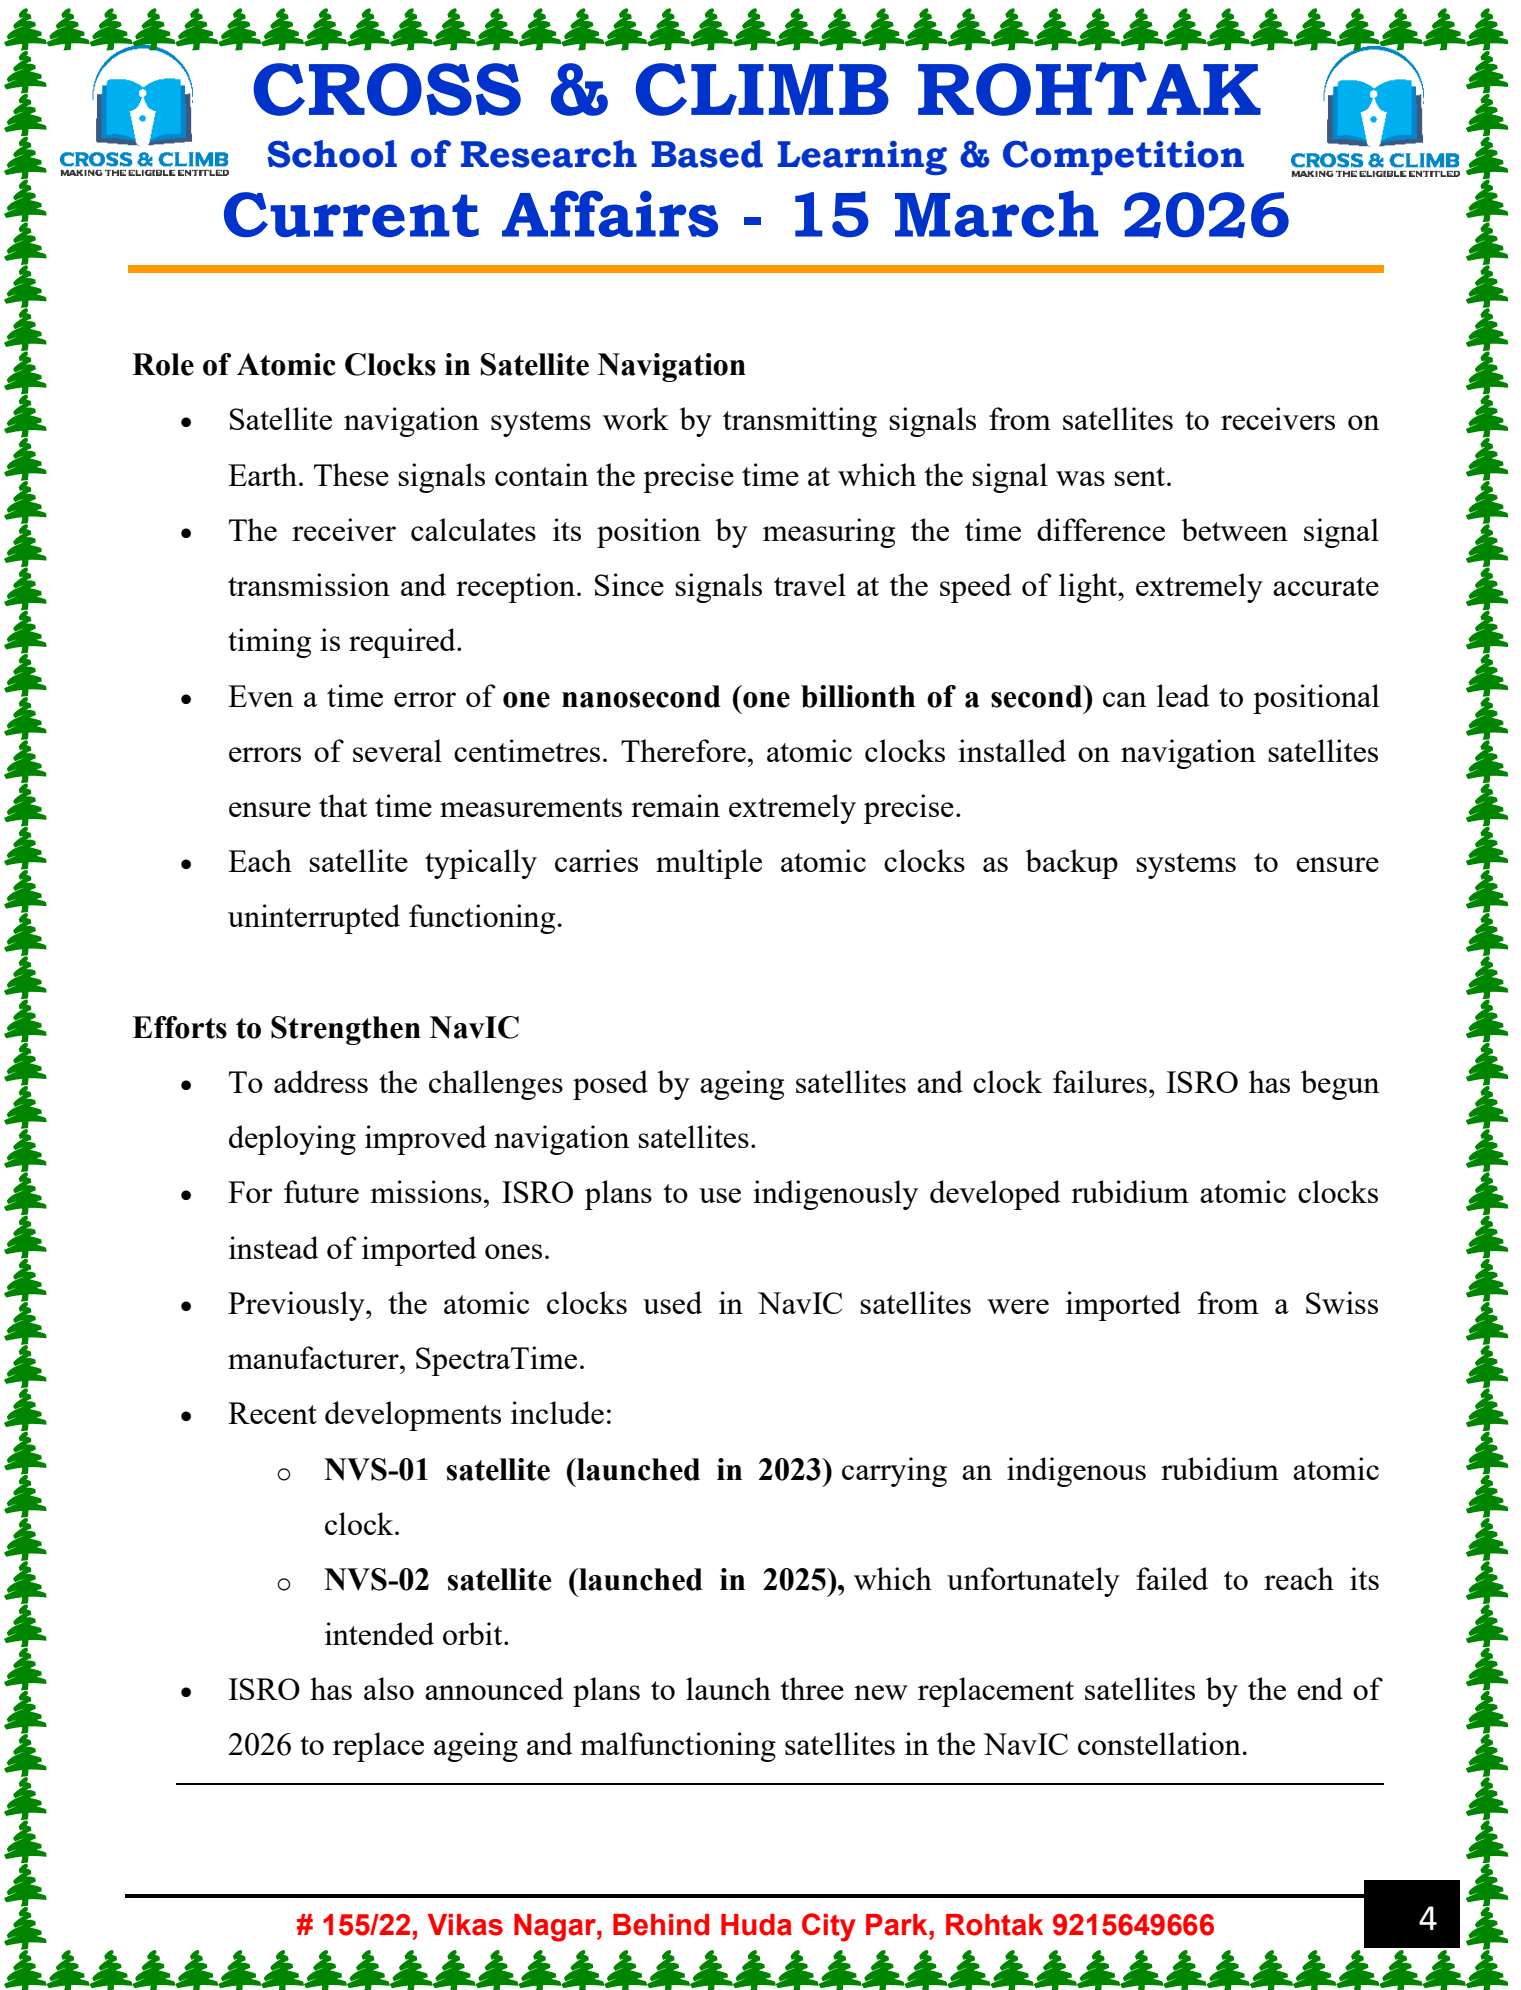 CROSS & CLIMB ROHTAK
School of Research Based Learning & Competition
Current Affairs - 15 March 2026
CROSS & CLIMB
MAKING THE ELIGIBLE ENTITLED
CROSS & CLIMB
MAKING THE ELIGIBLE ENTITLED
Role of Atomic Clocks in Satellite Navigation
• Satellite navigation systems work by transmitting signals from satellites to receivers on
Earth. These signals contain the precise time at which the signal was sent.
• The receiver calculates its position by measuring the time difference between signal
transmission and reception. Since signals travel at the speed of light, extremely accurate
timing is required.
• Even a time error of one nanosecond (one billionth of a second) can lead to positional
errors of several centimetres. Therefore, atomic clocks installed on navigation satellites
ensure that time measurements remain extremely precise.
• Each satellite typically carries multiple atomic clocks as backup systems to ensure
uninterrupted functioning.
Efforts to Strengthen NavIC
• To address the challenges posed by ageing satellites and clock failures, ISRO has begun
deploying improved navigation satellites.
• For future missions, ISRO plans to use indigenously developed rubidium atomic clocks
instead of imported ones.
• Previously, the atomic clocks used in NavIC satellites were imported from a Swiss
manufacturer, SpectraTime.
• Recent developments include:
o NVS-01 satellite (launched in 2023) carrying an indigenous rubidium atomic
clock.
o NVS-02 satellite (launched in 2025), which unfortunately failed to reach its
intended orbit.
• ISRO has also announced plans to launch three new replacement satellites by the end of
2026 to replace ageing and malfunctioning satellites in the NavIC constellation.
# 155/22, Vikas Nagar, Behind Huda City Park, Rohtak 9215649666
4